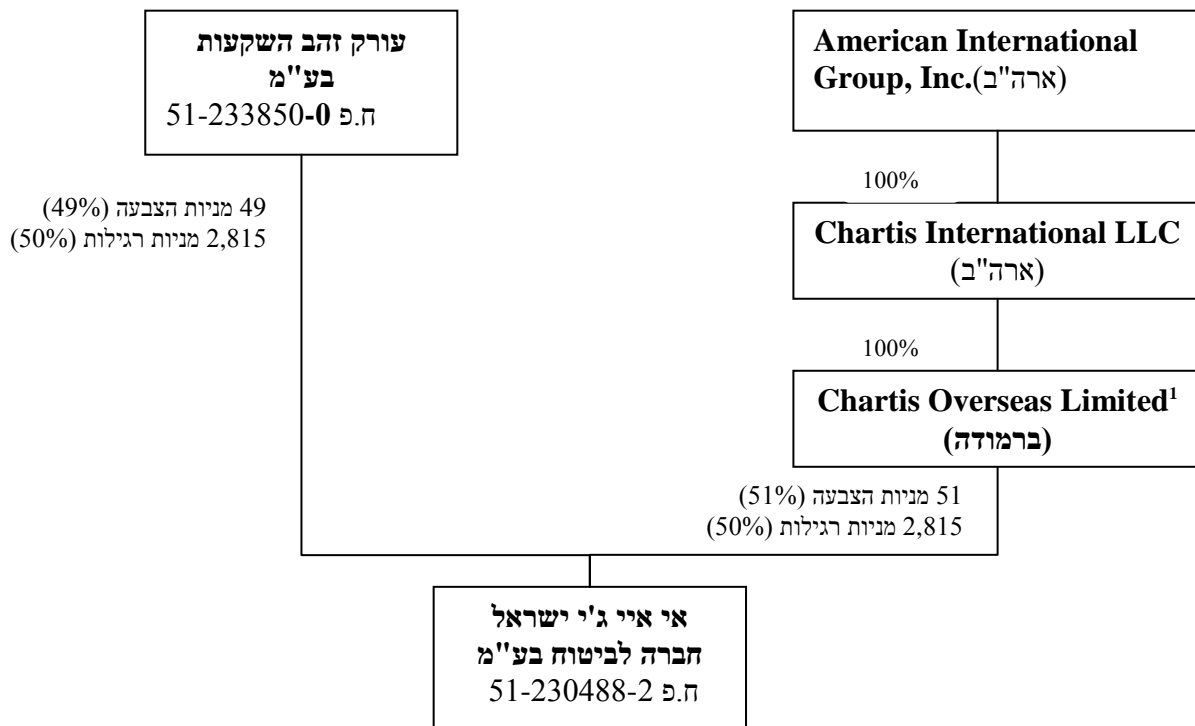 עורק זהב השקעות
בע"מ
ח.פ 51-233850-0
American International
Group, Inc.(ארה"ב)
49 מניות הצבעה (49%)
2,815 מניות רגילות (50%)
100%
Chartis International LLC
(ארה"ב)
100%
Chartis Overseas Limited¹
(ברמודה)
51 מניות הצבעה (51%)
2,815 מניות רגילות (50%)
אי איי ג'י ישראל
חברה לביטוח בע"מ
ח.פ 51-230488-2